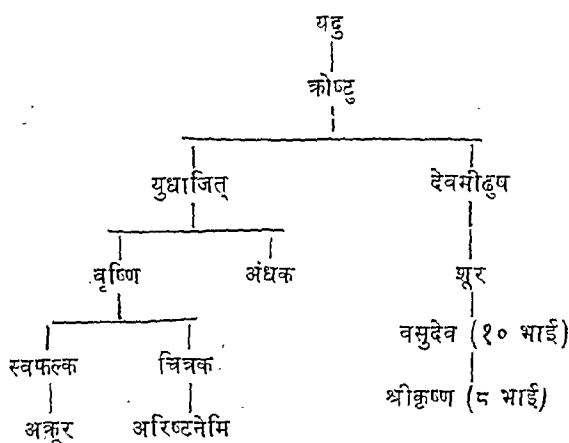 यदु
क्रोष्टु
युधाजित् देवमीढुष
वृष्णि अंधक शूर
वसुदेव (१० भाई)
स्वफल्क चित्रक
श्रीकृष्ण (८ भाई)
अक्रूर अरिष्टनेमि